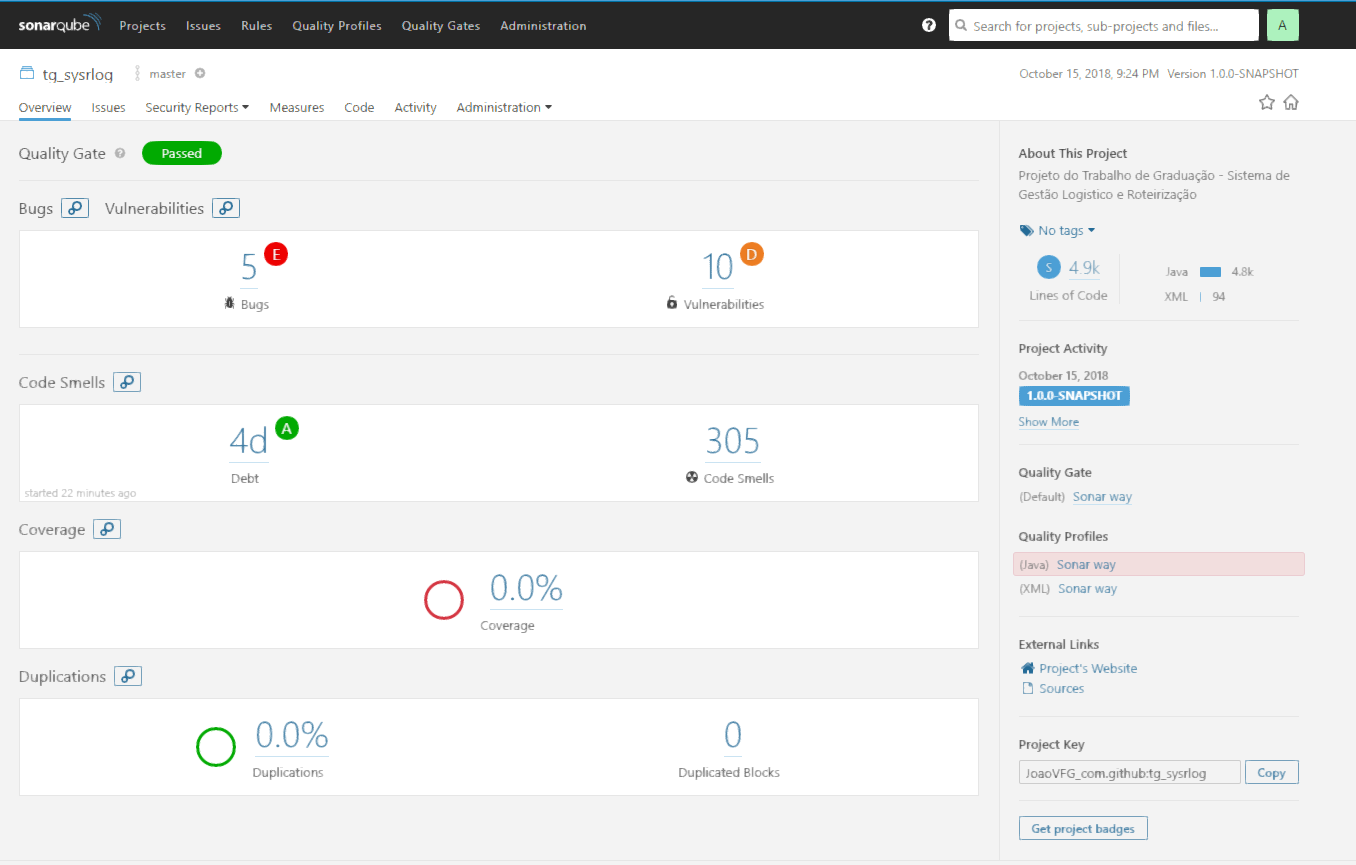 sonarqube Projects Issues Rules Quality Profiles Quality Gates Administration Search for projects, sub-projects and files... A
tg_sysrlog master October 15, 2018, 9:24 PM Version 1.0.0-SNAPSHOT
Overview Issues Security Reports Measures Code Activity Administration
Quality Gate Passed
Bugs Vulnerabilities
5 E 10 D
Bugs Vulnerabilities
Code Smells
4d A 305
Debt Code Smells
started 22 minutes ago
Coverage
0.0%
Coverage
Duplications
0.0% 0
Duplications Duplicated Blocks
About This Project
Projeto do Trabalho de Graduação - Sistema de
Gestão Logistico e Roteirização
No tags
S 4.9k Java 4.8k
Lines of Code XML 94
Project Activity
October 15, 2018
1.0.0-SNAPSHOT
Show More
Quality Gate
(Default) Sonar way
Quality Profiles
(Java) Sonar way
(XML) Sonar way
External Links
Project's Website
Sources
Project Key
JoaoVFG_com.github:tg_sysrlog Copy
Get project badges